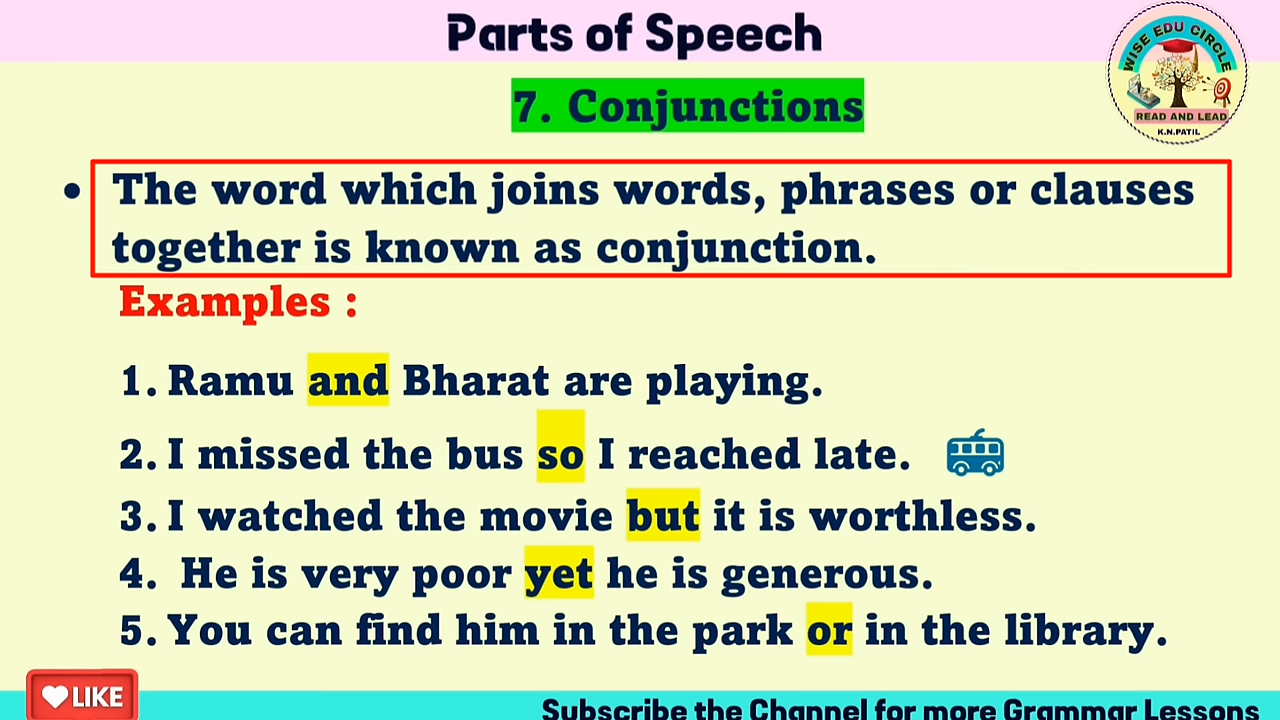 Parts of Speech
WISE EDU CIRCLE
READ AND LEAD
K.N.PATIL
7. Conjunctions
• The word which joins words, phrases or clauses
together is known as conjunction.
Examples :
1. Ramu and Bharat are playing.
2. I missed the bus so I reached late.
3. I watched the movie but it is worthless.
4. He is very poor yet he is generous.
5. You can find him in the park or in the library.
LIKE
Subscribe the Channel for more Grammar Lessons